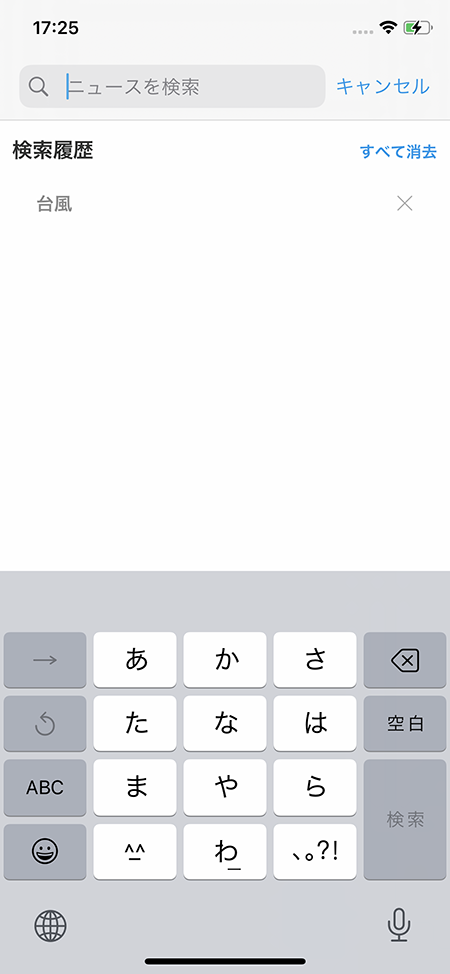 17:25
ニュースを検索 キャンセル
検索履歴 すべて消去
台風
→ あ か さ
た な は 空白
ABC ま や ら
^^ わ 、。?! 検索